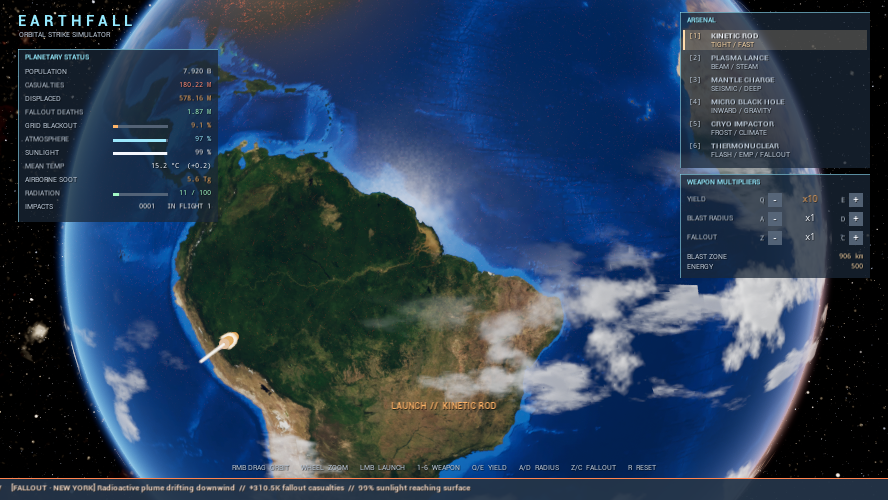 EARTHFALL
ORBITAL STRIKE SIMULATOR
PLANETARY STATUS
POPULATION 7.920 B
CASUALTIES 180.22 M
DISPLACED 578.16 M
FALLOUT DEATHS 1.87 M
GRID BLACKOUT 9.1 %
ATMOSPHERE 97 %
SUNLIGHT 99 %
MEAN TEMP 15.2 °C (+0.2)
AIRBORNE SOOT 5.6 Tg
RADIATION 11 / 100
IMPACTS 0001 IN FLIGHT 1
ARSENAL
[1] KINETIC ROD
TIGHT / FAST
[2] PLASMA LANCE
BEAM / STEAM
[3] MANTLE CHARGE
SEISMIC / DEEP
[4] MICRO BLACK HOLE
INWARD / GRAVITY
[5] CRYO IMPACTOR
FROST / CLIMATE
[6] THERMONUCLEAR
FLASH / EMP / FALLOUT
WEAPON MULTIPLIERS
YIELD Q - x10 E +
BLAST RADIUS A - x1 D +
FALLOUT Z - x1 C +
BLAST ZONE 906 km
ENERGY 500
LAUNCH // KINETIC ROD
RMB DRAG ORBIT WHEEL ZOOM LMB LAUNCH 1-6 WEAPON Q/E YIELD A/D RADIUS Z/C FALLOUT R RESET
/ [FALLOUT - NEW YORK] Radioactive plume drifting downwind // +310.5K fallout casualties // 99% sunlight reaching surface